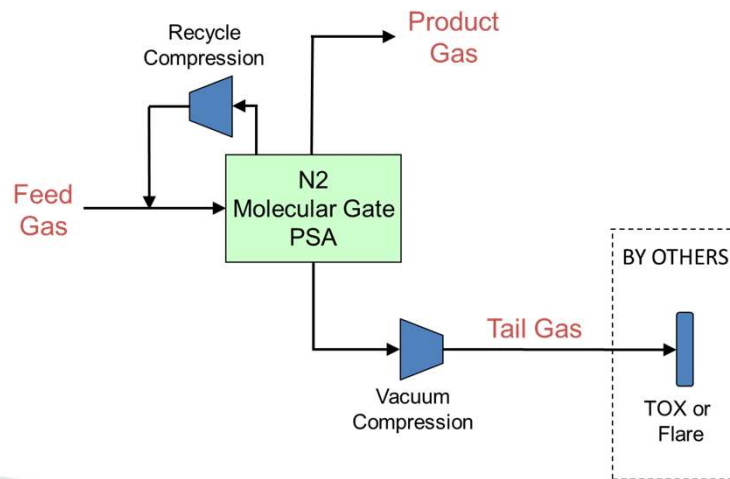 Product
Gas
Recycle
Compression
N2
Molecular Gate
PSA
Feed
Gas
BY OTHERS
Tail Gas
Vacuum
Compression
TOX or
Flare